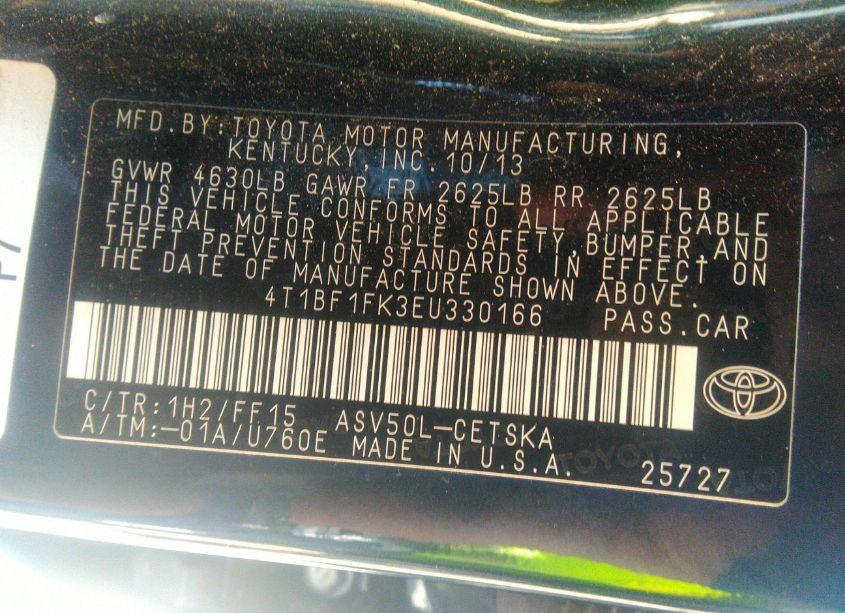 MFD.BY:TOYOTA MOTOR MANUFACTURING,
KENTUCKY,INC. 10/13
GVWR 4630LB GAWR FR 2625LB RR 2625LB
THIS VEHICLE CONFORMS TO ALL APPLICABLE
FEDERAL MOTOR VEHICLE SAFETY,BUMPER,AND
THEFT PREVENTION STANDARDS IN EFFECT ON
THE DATE OF MANUFACTURE SHOWN ABOVE.
4T1BF1FK3EU330166 PASS.CAR
C/TR:1H2/FF15 ASV50L-CETSKA
A/TM:-01A/U760E MADE IN U.S.A.
25727
TOYOTA